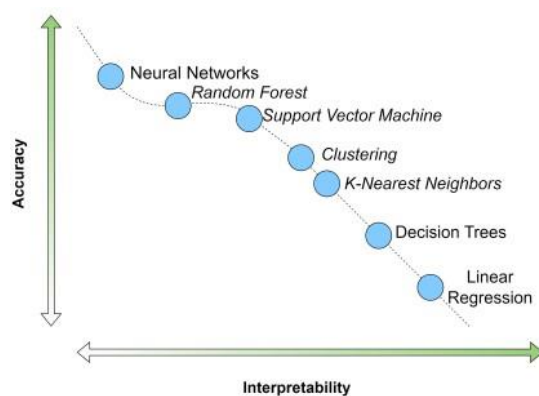 Neural Networks
Random Forest
Support Vector Machine
Clustering
K-Nearest Neighbors
Decision Trees
Linear
Regression
Accuracy
Interpretability